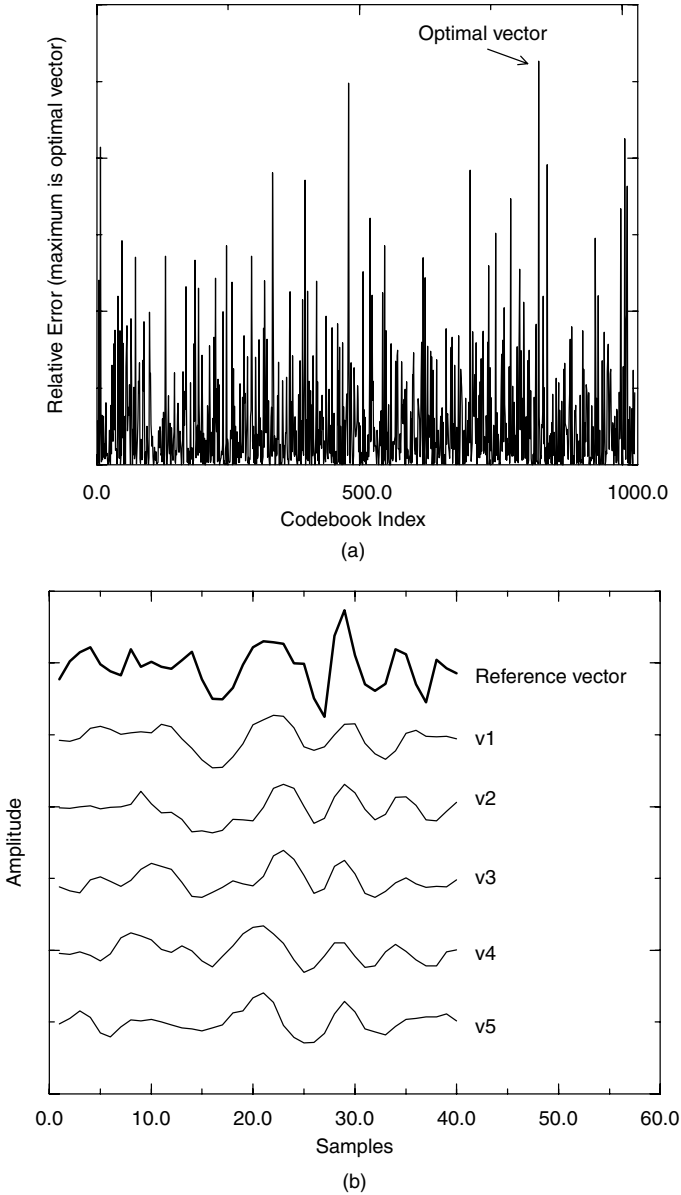 Optimal vector
Relative Error (maximum is optimal vector)
0.0 500.0 1000.0
Codebook Index
(a)
Reference vector
v1
v2
v3
v4
v5
Amplitude
0.0 10.0 20.0 30.0 40.0 50.0 60.0
Samples
(b)